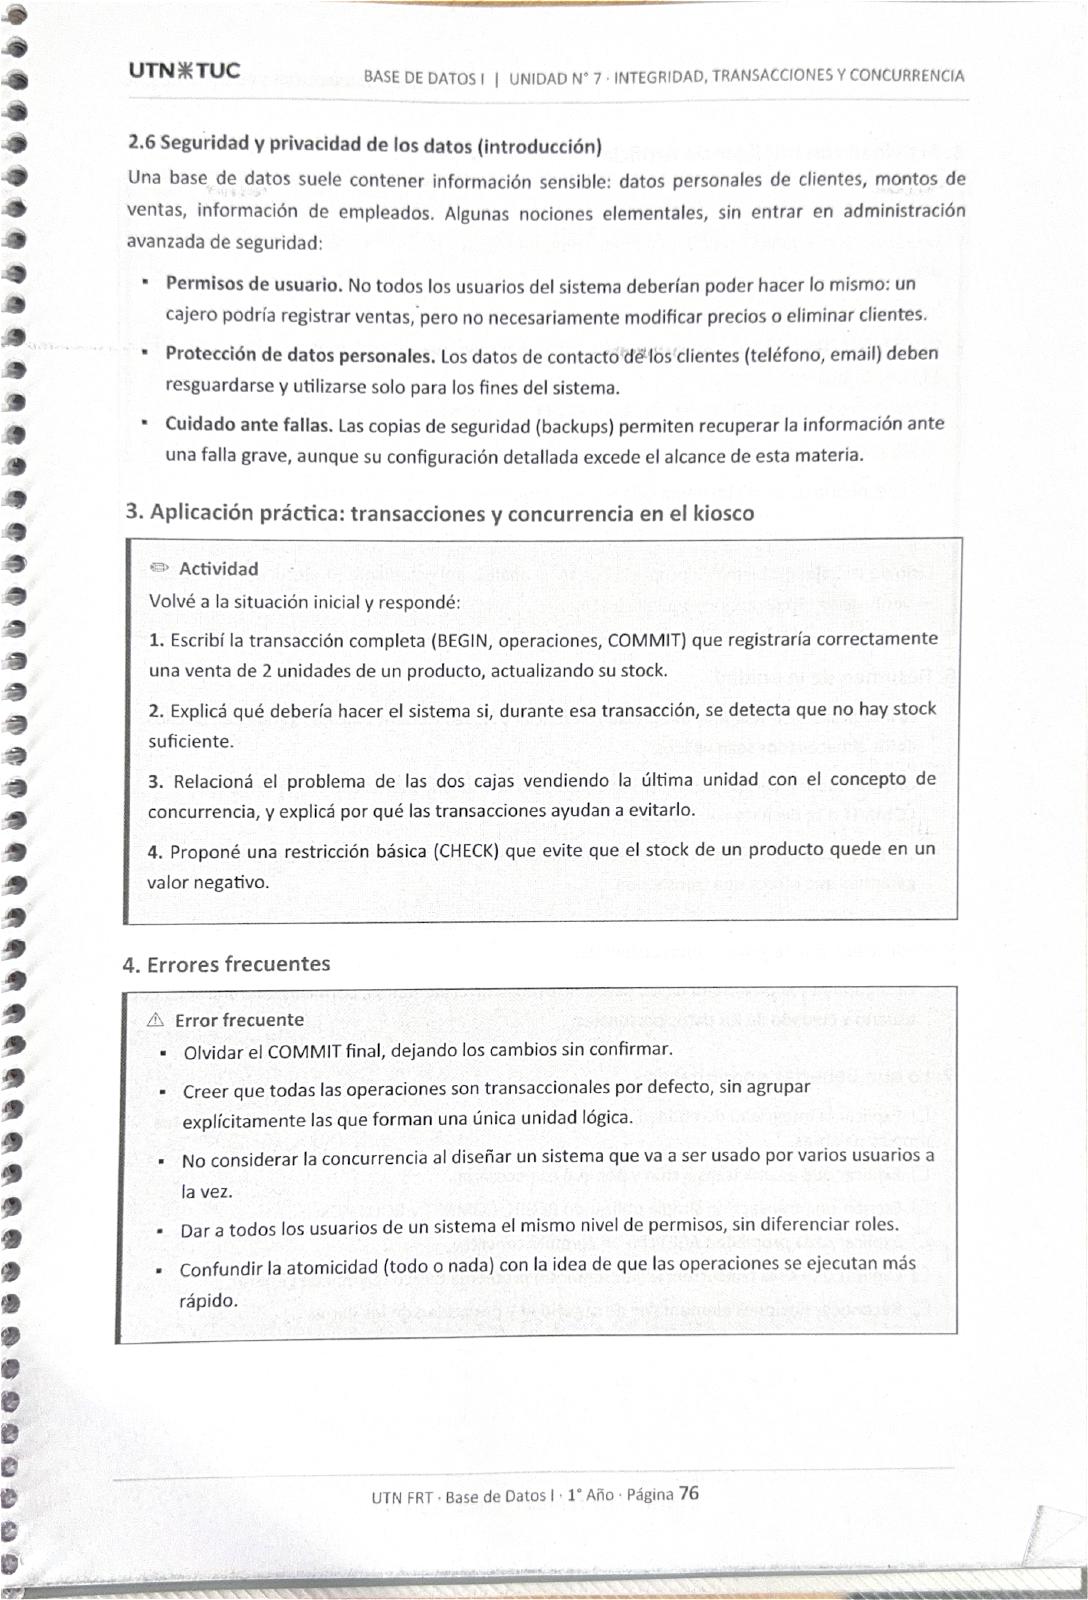 UTN TUC
BASE DE DATOS I | UNIDAD N° 7 · INTEGRIDAD, TRANSACCIONES Y CONCURRENCIA
2.6 Seguridad y privacidad de los datos (introducción)
Una base de datos suele contener información sensible: datos personales de clientes, montos de
ventas, información de empleados. Algunas nociones elementales, sin entrar en administración
avanzada de seguridad:
▪ Permisos de usuario. No todos los usuarios del sistema deberían poder hacer lo mismo: un
cajero podría registrar ventas, pero no necesariamente modificar precios o eliminar clientes.
▪ Protección de datos personales. Los datos de contacto de los clientes (teléfono, email) deben
resguardarse y utilizarse solo para los fines del sistema.
▪ Cuidado ante fallas. Las copias de seguridad (backups) permiten recuperar la información ante
una falla grave, aunque su configuración detallada excede el alcance de esta materia.
3. Aplicación práctica: transacciones y concurrencia en el kiosco
✏ Actividad
Volvé a la situación inicial y respondé:
1. Escribí la transacción completa (BEGIN, operaciones, COMMIT) que registraría correctamente
una venta de 2 unidades de un producto, actualizando su stock.
2. Explicá qué debería hacer el sistema si, durante esa transacción, se detecta que no hay stock
suficiente.
3. Relacioná el problema de las dos cajas vendiendo la última unidad con el concepto de
concurrencia, y explicá por qué las transacciones ayudan a evitarlo.
4. Proponé una restricción básica (CHECK) que evite que el stock de un producto quede en un
valor negativo.
4. Errores frecuentes
⚠ Error frecuente
▪ Olvidar el COMMIT final, dejando los cambios sin confirmar.
▪ Creer que todas las operaciones son transaccionales por defecto, sin agrupar
explícitamente las que forman una única unidad lógica.
▪ No considerar la concurrencia al diseñar un sistema que va a ser usado por varios usuarios a
la vez.
▪ Dar a todos los usuarios de un sistema el mismo nivel de permisos, sin diferenciar roles.
▪ Confundir la atomicidad (todo o nada) con la idea de que las operaciones se ejecutan más
rápido.
UTN FRT · Base de Datos I · 1° Año · Página 76